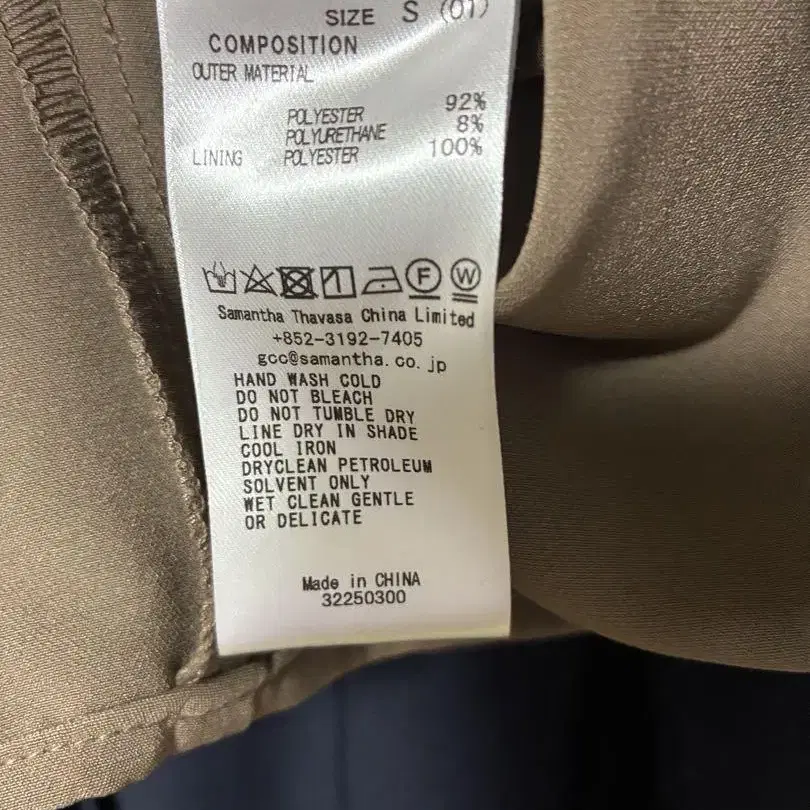 SIZE S (01)
COMPOSITION
OUTER MATERIAL
POLYESTER 92%
POLYURETHANE 8%
LINING POLYESTER 100%
F W
Samantha Thavasa China Limited
+852-3192-7405
gcc@samantha.co.jp
HAND WASH COLD
DO NOT BLEACH
DO NOT TUMBLE DRY
LINE DRY IN SHADE
COOL IRON
DRYCLEAN PETROLEUM
SOLVENT ONLY
WET CLEAN GENTLE
OR DELICATE
Made in CHINA
32250300